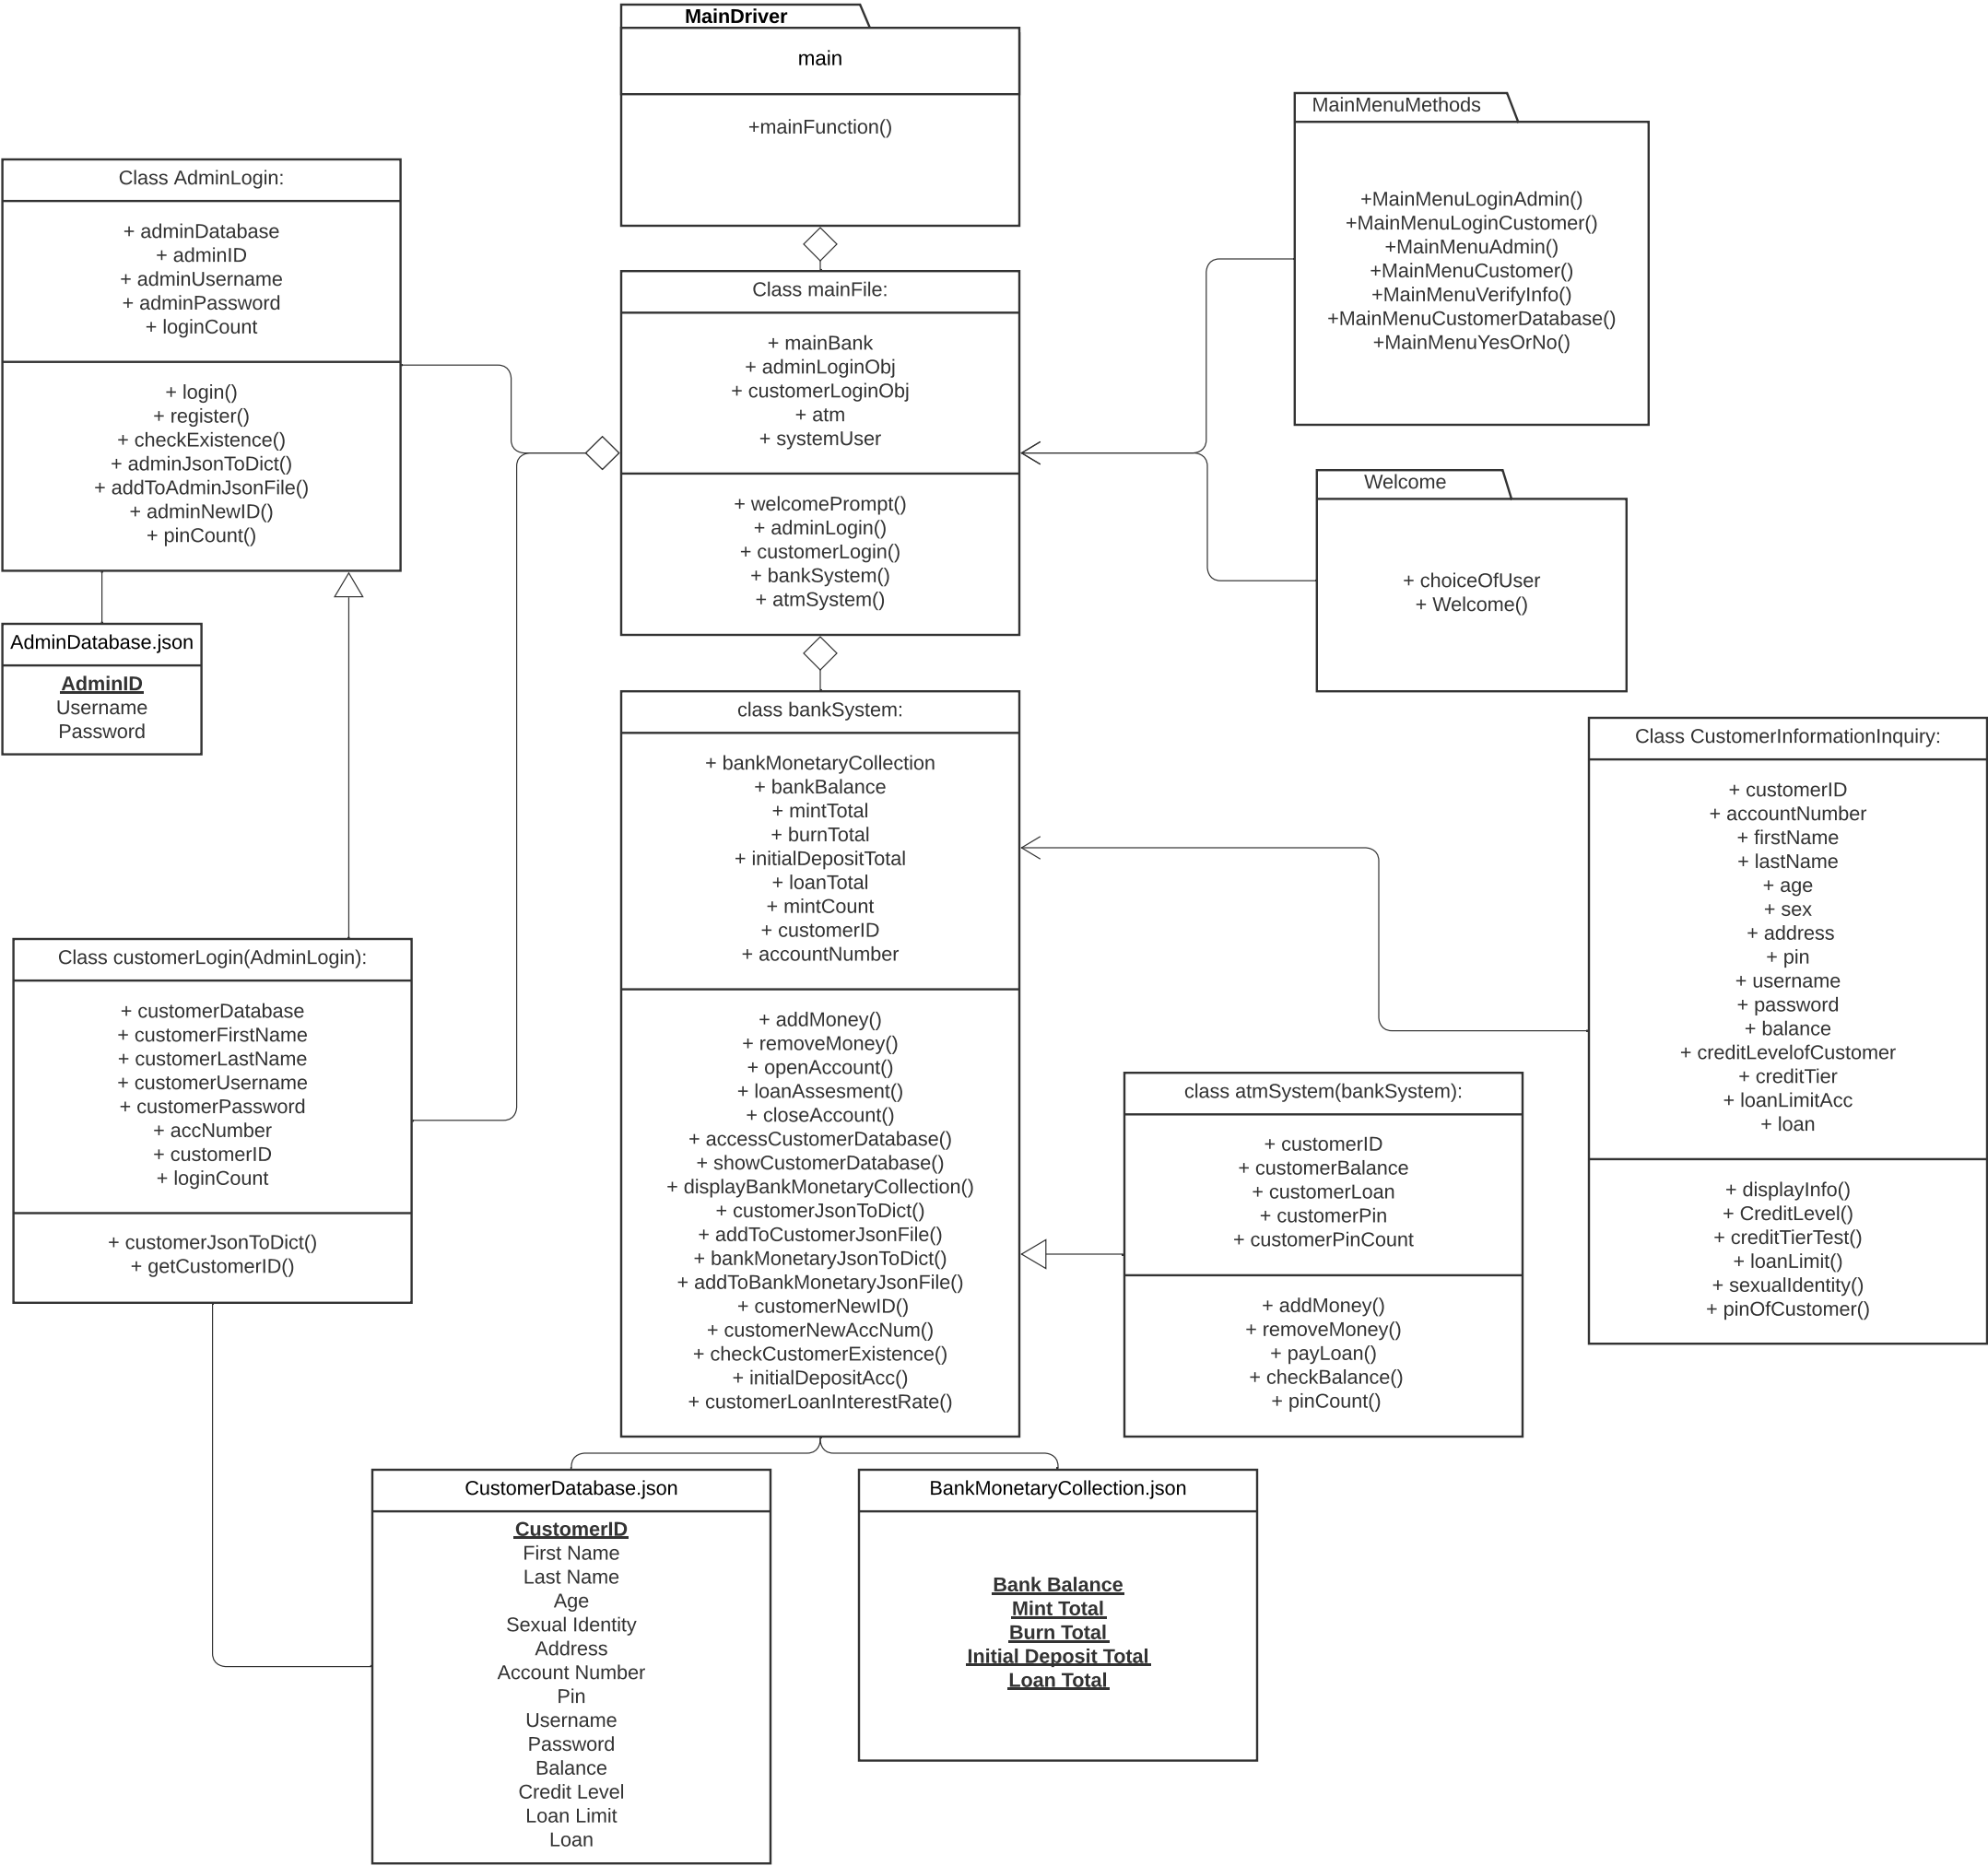 MainDriver
main
+mainFunction()
MainMenuMethods
+MainMenuLoginAdmin()
+MainMenuLoginCustomer()
+MainMenuAdmin()
+MainMenuCustomer()
+MainMenuVerifyInfo()
+MainMenuCustomerDatabase()
+MainMenuYesOrNo()
Class AdminLogin:
+ adminDatabase
+ adminID
+ adminUsername
+ adminPassword
+ loginCount
+ login()
+ register()
+ checkExistence()
+ adminJsonToDict()
+ addToAdminJsonFile()
+ adminNewID()
+ pinCount()
Class mainFile:
+ mainBank
+ adminLoginObj
+ customerLoginObj
+ atm
+ systemUser
+ welcomePrompt()
+ adminLogin()
+ customerLogin()
+ bankSystem()
+ atmSystem()
Welcome
+ choiceOfUser
+ Welcome()
AdminDatabase.json
AdminID
Username
Password
class bankSystem:
+ bankMonetaryCollection
+ bankBalance
+ mintTotal
+ burnTotal
+ initialDepositTotal
+ loanTotal
+ mintCount
+ customerID
+ accountNumber
+ addMoney()
+ removeMoney()
+ openAccount()
+ loanAssesment()
+ closeAccount()
+ accessCustomerDatabase()
+ showCustomerDatabase()
+ displayBankMonetaryCollection()
+ customerJsonToDict()
+ addToCustomerJsonFile()
+ bankMonetaryJsonToDict()
+ addToBankMonetaryJsonFile()
+ customerNewID()
+ customerNewAccNum()
+ checkCustomerExistence()
+ initialDepositAcc()
+ customerLoanInterestRate()
Class CustomerInformationInquiry:
+ customerID
+ accountNumber
+ firstName
+ lastName
+ age
+ sex
+ address
+ pin
+ username
+ password
+ balance
+ creditLevelofCustomer
+ creditTier
+ loanLimitAcc
+ loan
+ displayInfo()
+ CreditLevel()
+ creditTierTest()
+ loanLimit()
+ sexualIdentity()
+ pinOfCustomer()
Class customerLogin(AdminLogin):
+ customerDatabase
+ customerFirstName
+ customerLastName
+ customerUsername
+ customerPassword
+ accNumber
+ customerID
+ loginCount
+ customerJsonToDict()
+ getCustomerID()
class atmSystem(bankSystem):
+ customerID
+ customerBalance
+ customerLoan
+ customerPin
+ customerPinCount
+ addMoney()
+ removeMoney()
+ payLoan()
+ checkBalance()
+ pinCount()
CustomerDatabase.json
CustomerID
First Name
Last Name
Age
Sexual Identity
Address
Account Number
Pin
Username
Password
Balance
Credit Level
Loan Limit
Loan
BankMonetaryCollection.json
Bank Balance
Mint Total
Burn Total
Initial Deposit Total
Loan Total